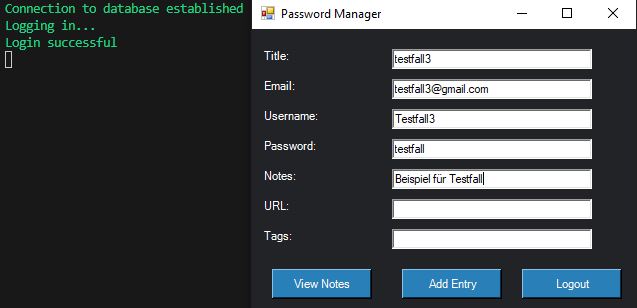 Connection to database established
Logging in...
Login successful
Password Manager
Title: testfall3
Email: testfall3@gmail.com
Username: Testfall3
Password: testfall
Notes: Beispiel für Testfall
URL:
Tags:
View Notes Add Entry Logout